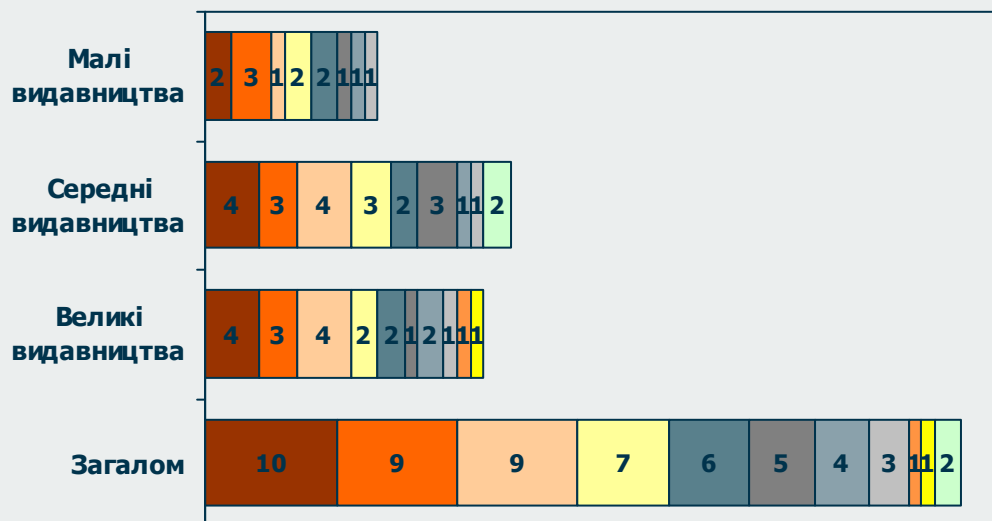 Малі
видавництва
2 3 1 2 2 1 1 1
Середні
видавництва
4 3 4 3 2 3 1 1 2
Великі
видавництва
4 3 4 2 2 1 2 1 1 1
Загалом
10 9 9 7 6 5 4 3 1 1 2